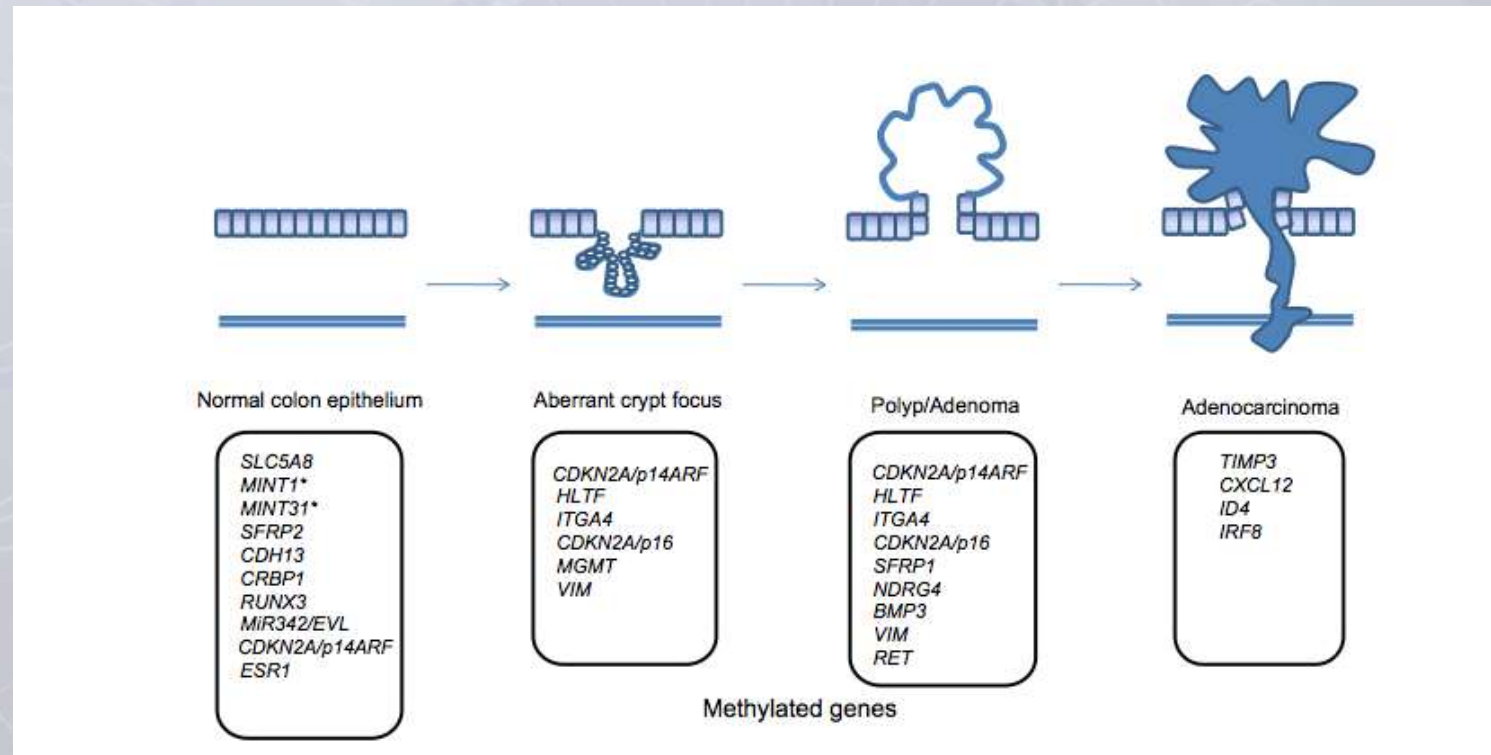 Normal colon epithelium
SLC5A8
MINT1*
MINT31*
SFRP2
CDH13
CRBP1
RUNX3
MiR342/EVL
CDKN2A/p14ARF
ESR1
Aberrant crypt focus
CDKN2A/p14ARF
HLTF
ITGA4
CDKN2A/p16
MGMT
VIM
Polyp/Adenoma
CDKN2A/p14ARF
HLTF
ITGA4
CDKN2A/p16
SFRP1
NDRG4
BMP3
VIM
RET
Adenocarcinoma
TIMP3
CXCL12
ID4
IRF8
Methylated genes